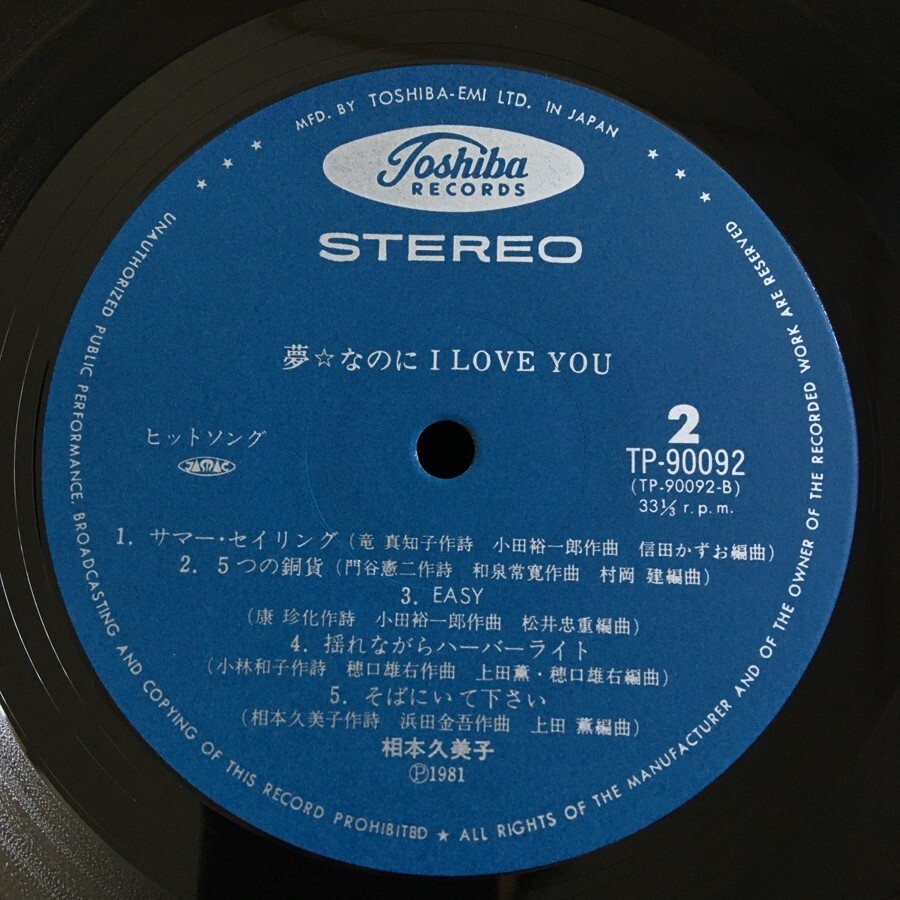 MFD. BY TOSHIBA-EMI LTD. IN JAPAN
Toshiba
RECORDS
STEREO
夢☆なのに I LOVE YOU
ヒットソング
JASRAC
2
TP-90092
(TP-90092-B)
33⅓ r.p.m.
1. サマー・セイリング (竜 真知子作詩 小田裕一郎作曲 信田かずお編曲)
2. 5つの銅貨 (門谷憲二作詩 和泉常寛作曲 村岡 建編曲)
3. EASY
(康 珍化作詩 小田裕一郎作曲 松井忠重編曲)
4. 揺れながらハーバーライト
(小林和子作詩 穂口雄右作曲 上田薫・穂口雄右編曲)
5. そばにいて下さい
(相本久美子作詩 浜田金吾作曲 上田 薫編曲)
相本久美子
Ⓟ1981
UNAUTHORIZED PUBLIC PERFORMANCE, BROADCASTING AND COPYING OF THIS RECORD PROHIBITED ★ ALL RIGHTS OF THE MANUFACTURER AND OF THE OWNER OF THE RECORDED WORK ARE RESERVED